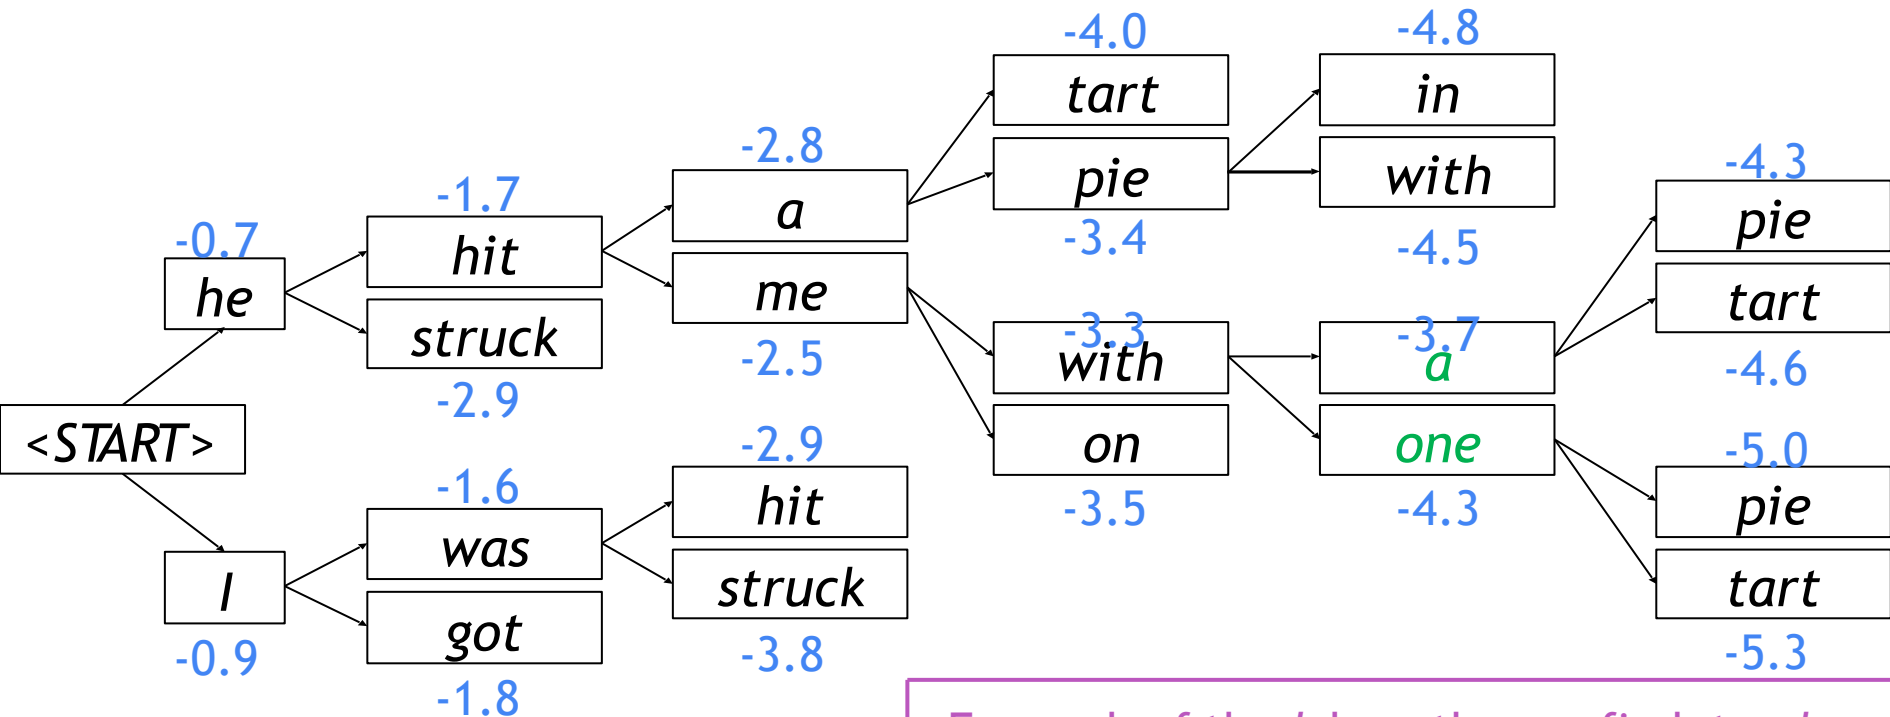 <START>
-0.7
he
I
-0.9
-1.7
hit
struck
-2.9
-1.6
was
got
-1.8
-2.8
a
me
-2.5
-2.9
hit
struck
-3.8
-4.0
tart
pie
-3.4
-3.3
with
on
-3.5
-4.8
in
with
-4.5
-3.7
a
one
-4.3
-4.3
pie
tart
-4.6
-5.0
pie
tart
-5.3